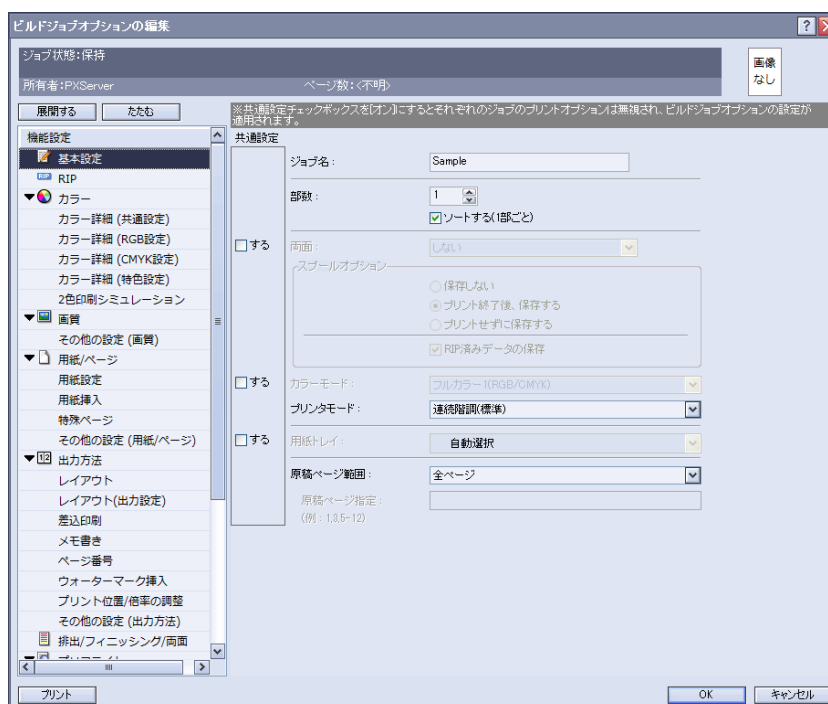 ビルドジョブオプションの編集
ジョブ状態:保持
所有者:PXServer
ページ数:<不明>
画像
なし
展開する
たたむ
※共通設定チェックボックスを[オン]にするとそれぞれのジョブのプリントオプションは無視され、ビルドジョブオプションの設定が
適用されます。
機能設定
基本設定
RIP
RIP
カラー
カラー詳細 (共通設定)
カラー詳細 (RGB設定)
カラー詳細 (CMYK設定)
カラー詳細 (特色設定)
2色印刷シミュレーション
画質
その他の設定 (画質)
用紙/ページ
用紙設定
用紙挿入
特殊ページ
その他の設定 (用紙/ページ)
12
出力方法
レイアウト
レイアウト(出力設定)
差込印刷
メモ書き
ページ番号
ウォーターマーク挿入
プリント位置/倍率の調整
その他の設定 (出力方法)
排出/フィニッシング/両面
共通設定
ジョブ名:
Sample
部数:
1
ソートする(1部ごと)
する
両面:
しない
スプールオプション
保存しない
プリント終了後、保存する
プリントせずに保存する
RIP済みデータの保存
する
カラーモード:
フルカラー1(RGB/CMYK)
プリンタモード:
連続階調(標準)
する
用紙トレイ:
自動選択
原稿ページ範囲:
全ページ
原稿ページ指定:
(例:1,3,5-12)
プリント
OK
キャンセル